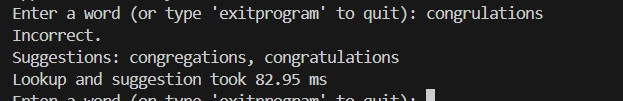 Enter a word (or type 'exitprogram' to quit): congrulations
Incorrect.
Suggestions: congregations, congratulations
Lookup and suggestion took 82.95 ms
Enter a word (or type 'exitprogram' to quit):